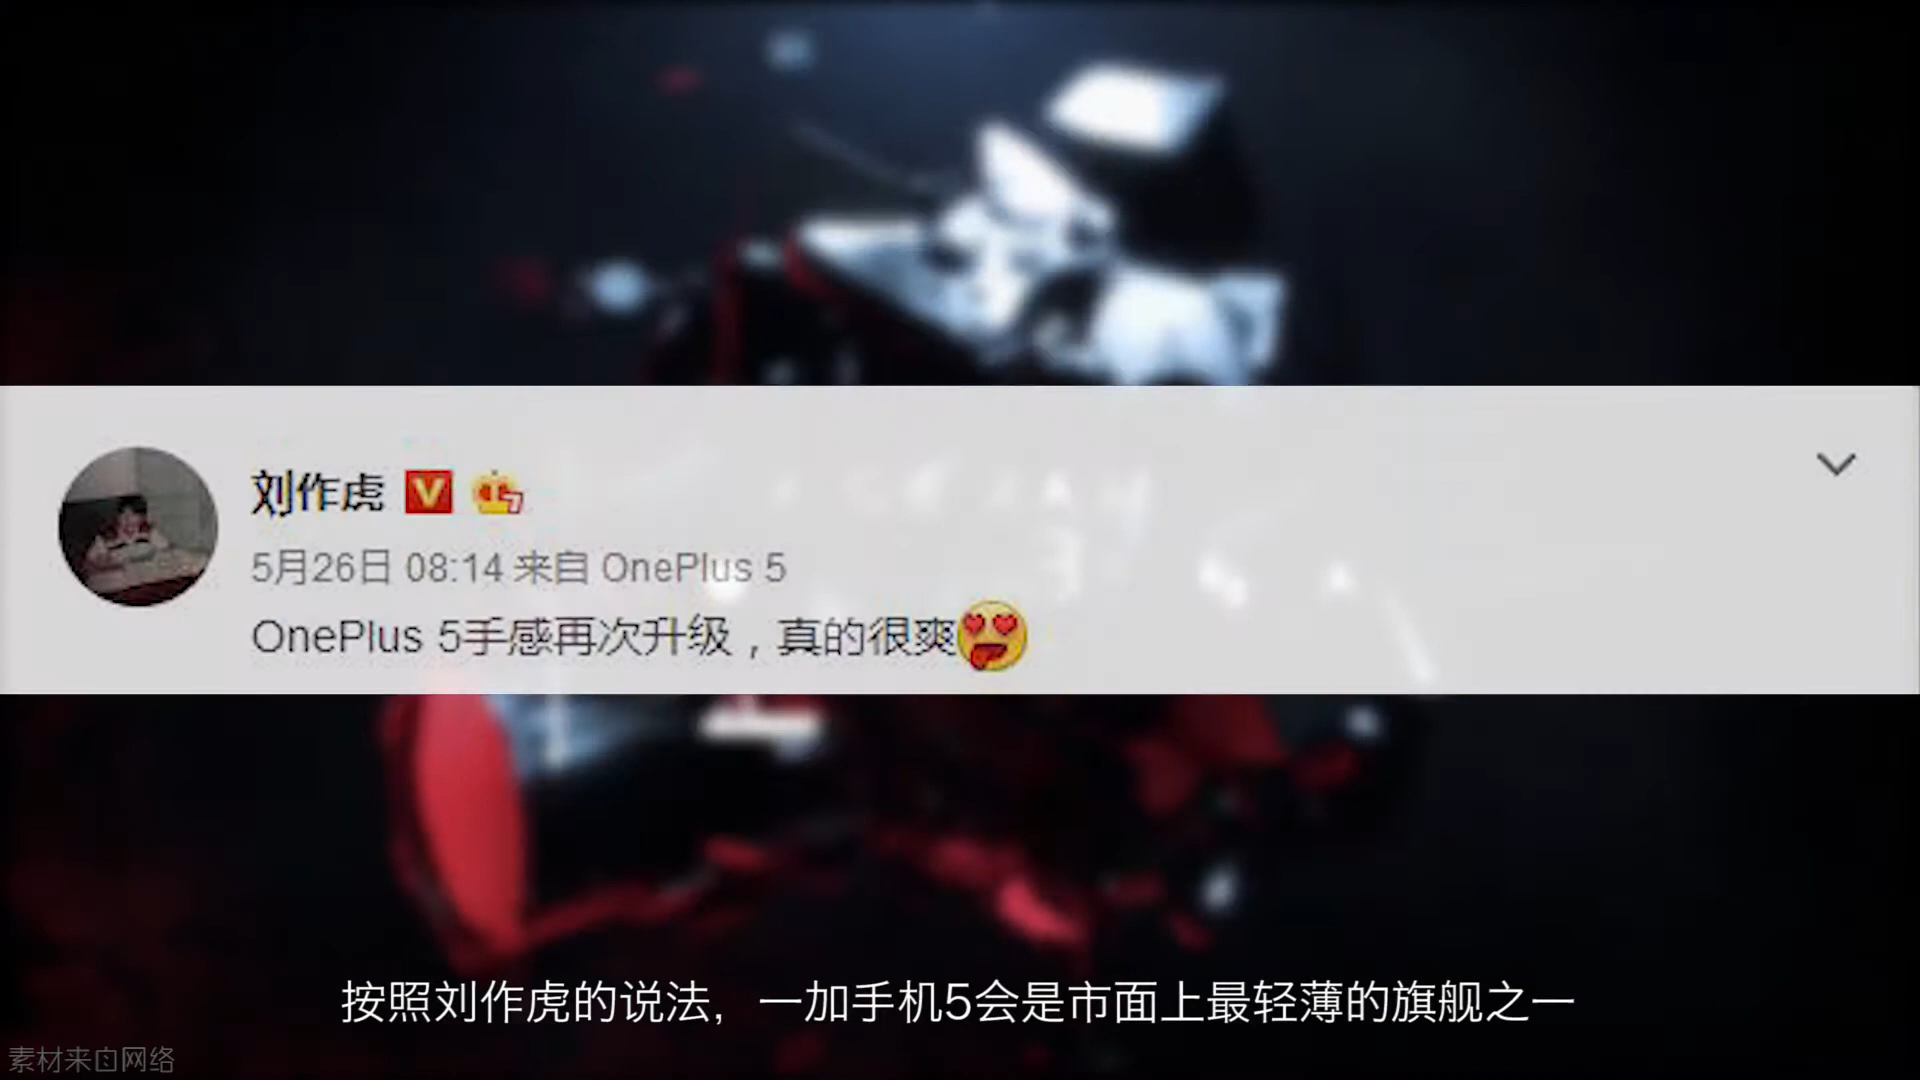 刘作虎 V 7
5月26日 08:14 来自 OnePlus 5
OnePlus 5手感再次升级，真的很爽
按照刘作虎的说法，一加手机5会是市面上最轻薄的旗舰之一
素材来自网络